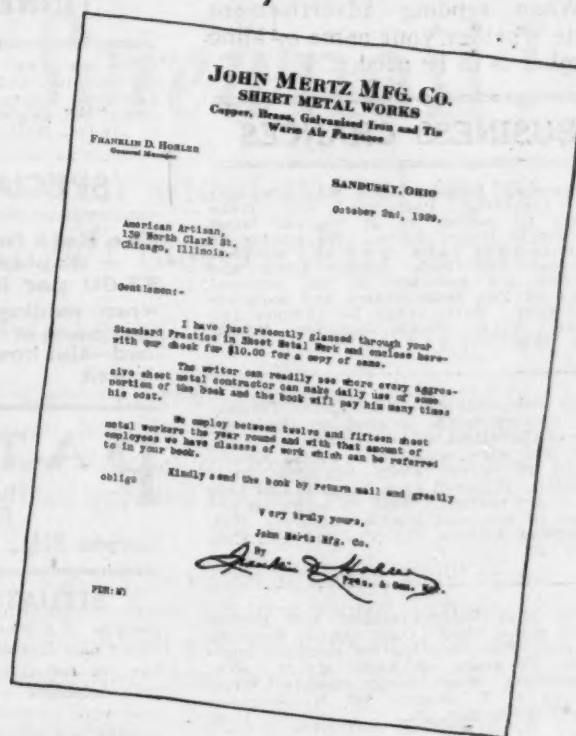 JOHN MERTZ MFG. CO.
SHEET METAL WORKS
Copper, Brass, Galvanized Iron and Tin
Warm Air Furnaces
FRANKLIN D. HOHLER
General Manager
SANDUSKY, OHIO
October 2nd, 1929.
American Artisan,
139 North Clark St.
Chicago, Illinois.
Gentlemen:-
I have just recently glanced through your
Standard Practice in Sheet Metal Work and enclose here-
with our check for $10.00 for a copy of same.
The writer can readily see where every aggres-
sive sheet metal contractor can make daily use of some
portion of this book and the book will pay him many times
his cost.
We employ between twelve and fifteen sheet
metal workers the year round and with that amount of
employees we have classes of work which can be referred
to in your book.
Kindly send the book by return mail and greatly
oblige
Very truly yours,
John Mertz Mfg. Co.
By
Franklin D Hohler
Pres. & Gen. M
FDH:M)